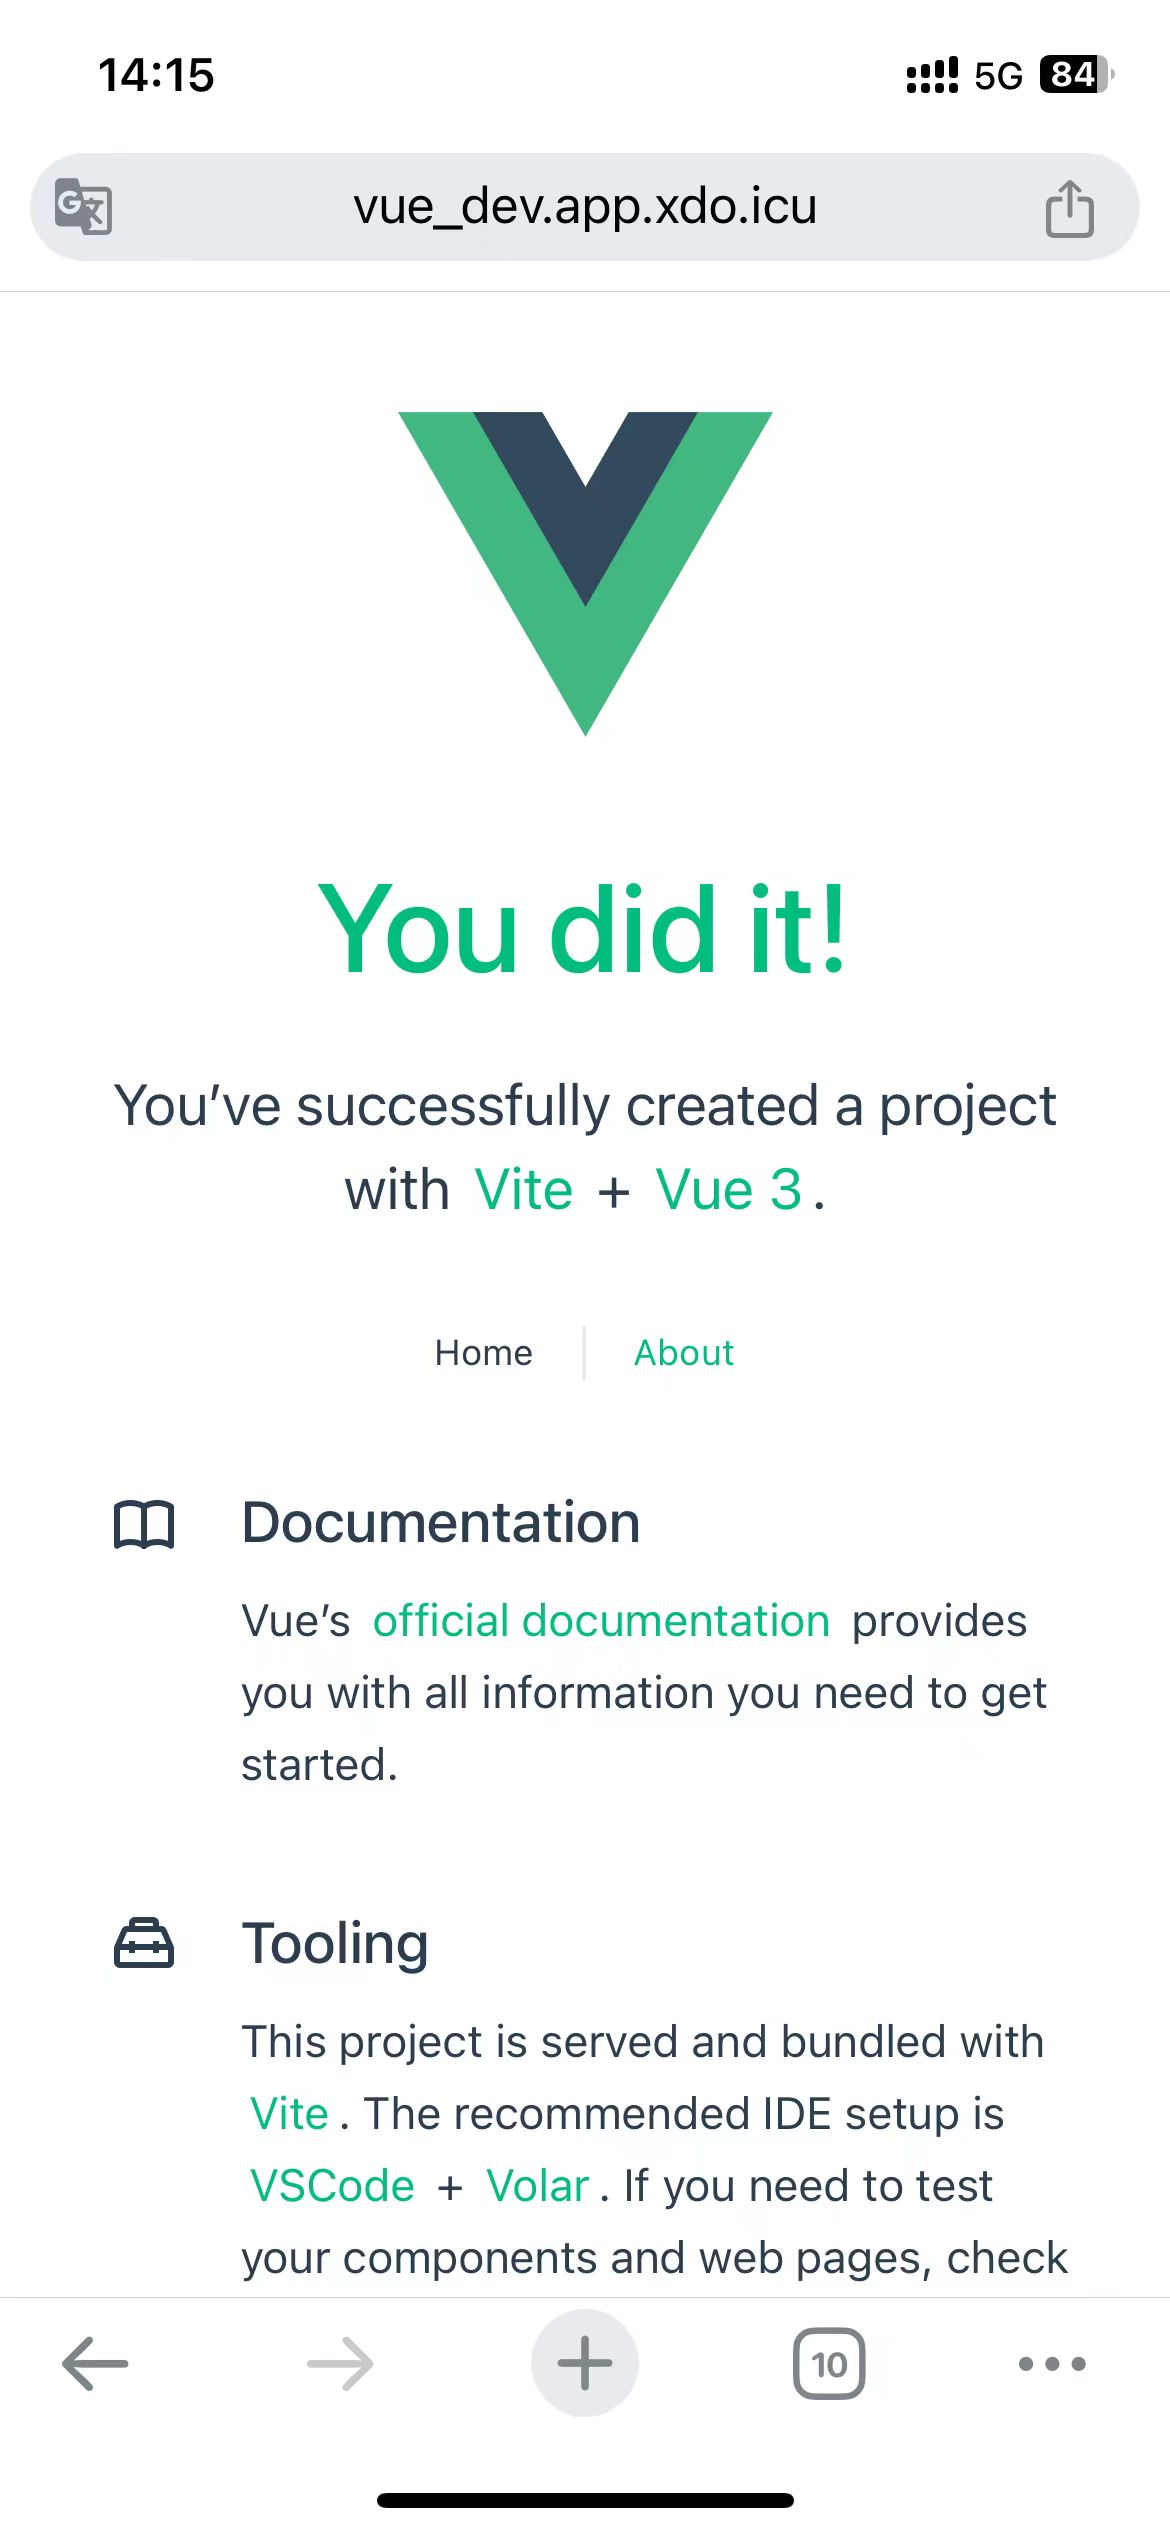 14:15
5G 84
vue_dev.app.xdo.icu
You did it!
You’ve successfully created a project
with Vite + Vue 3.
Home About
Documentation
Vue’s official documentation provides
you with all information you need to get
started.
Tooling
This project is served and bundled with
Vite. The recommended IDE setup is
VSCode + Volar. If you need to test
your components and web pages, check
10